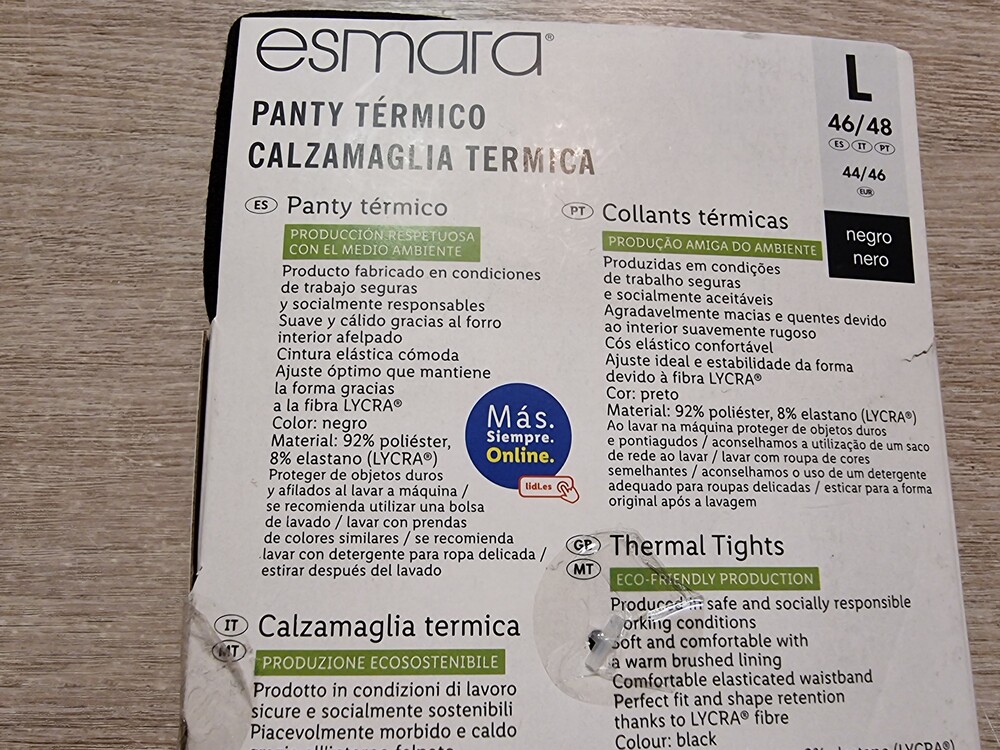 esmara®
PANTY TÉRMICO
CALZAMAGLIA TERMICA
L
46/48
ES IT PT
44/46
EUR
negro
nero
ES Panty térmico
PRODUCCIÓN RESPETUOSA
CON EL MEDIO AMBIENTE
Producto fabricado en condiciones
de trabajo seguras
y socialmente responsables
Suave y cálido gracias al forro
interior afelpado
Cintura elástica cómoda
Ajuste óptimo que mantiene
la forma gracias
a la fibra LYCRA®
Color: negro
Material: 92% poliéster,
8% elastano (LYCRA®)
Proteger de objetos duros
y afilados al lavar a máquina /
se recomienda utilizar una bolsa
de lavado / lavar con prendas
de colores similares / se recomienda
lavar con detergente para ropa delicada /
estirar después del lavado
Más.
Siempre.
Online.
lidl.es
PT Collants térmicas
PRODUÇÃO AMIGA DO AMBIENTE
Produzidas em condições
de trabalho seguras
e socialmente aceitáveis
Agradavelmente macias e quentes devido
ao interior suavemente rugoso
Cós elástico confortável
Ajuste ideal e estabilidade da forma
devido à fibra LYCRA®
Cor: preto
Material: 92% poliéster, 8% elastano (LYCRA®)
Ao lavar na máquina proteger de objetos duros
e pontiagudos / aconselhamos a utilização de um saco
de rede ao lavar / lavar com roupa de cores
semelhantes / aconselhamos o uso de um detergente
adequado para roupas delicadas / esticar para a forma
original após a lavagem
IT MT Calzamaglia termica
PRODUZIONE ECOSOSTENIBILE
Prodotto in condizioni di lavoro
sicure e socialmente sostenibili
Piacevolmente morbido e caldo
GB MT Thermal Tights
ECO-FRIENDLY PRODUCTION
Produced in safe and socially responsible
working conditions
Soft and comfortable with
a warm brushed lining
Comfortable elasticated waistband
Perfect fit and shape retention
thanks to LYCRA® fibre
Colour: black
(LYCRA®)